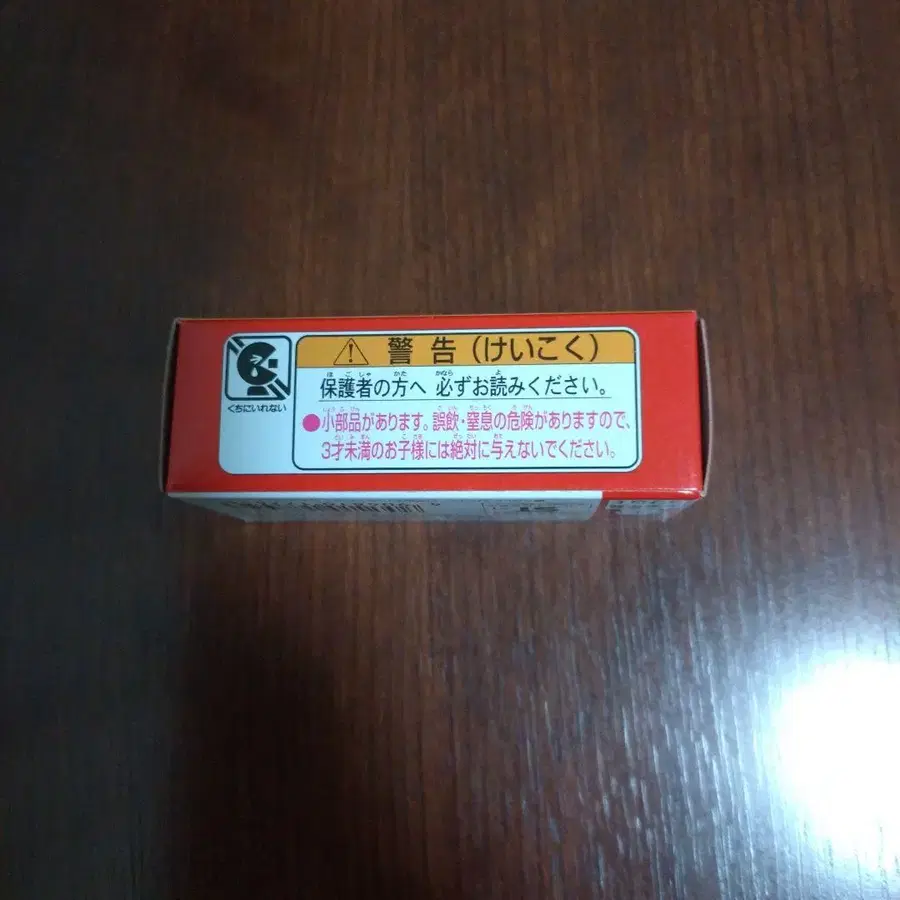 警告（けいこく）
保護者の方へ 必ずお読みください。
●小部品があります。誤飲・窒息の危険がありますので、
3才未満のお子様には絶対に与えないでください。
くちにいれない